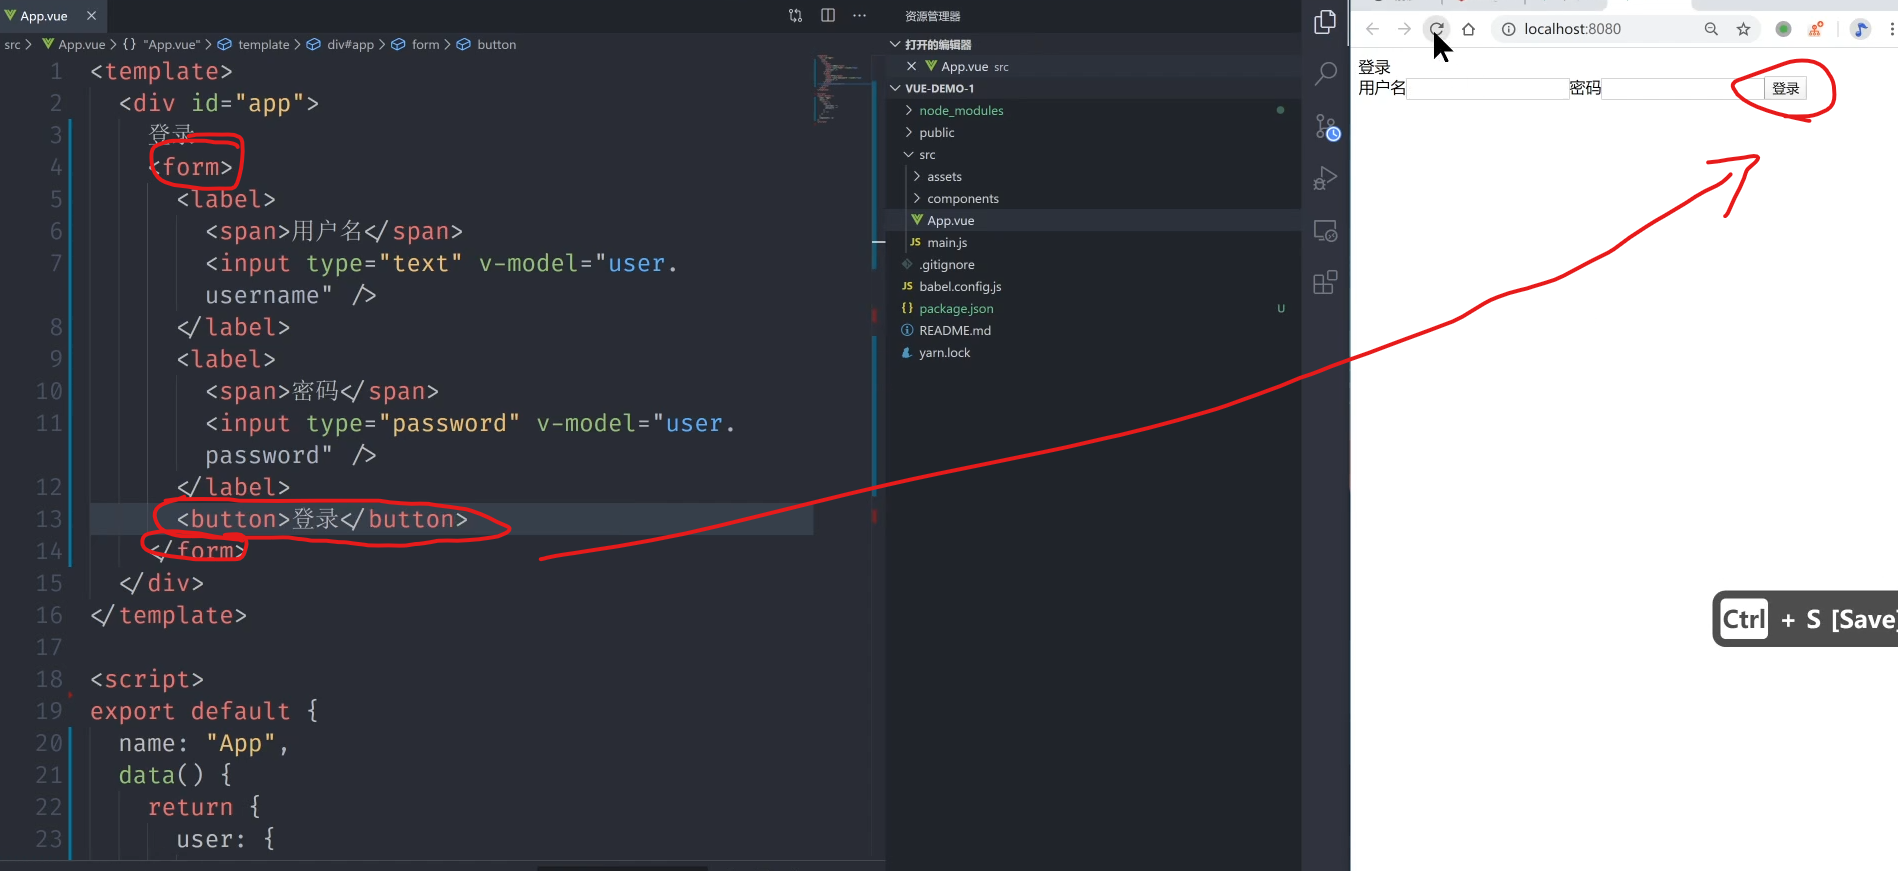 App.vue
src > App.vue > {} "App.vue" > template > div#app > form > button
1 <template>
2 <div id="app">
3 登录
4 <form>
5 <label>
6 <span>用户名</span>
7 <input type="text" v-model="user.
username" />
8 </label>
9 <label>
10 <span>密码</span>
11 <input type="password" v-model="user.
password" />
12 </label>
13 <button>登录</button>
14 </form>
15 </div>
16 </template>
17
18 <script>
19 export default {
20 name: "App",
21 data() {
22 return {
23 user: {
资源管理器
打开的编辑器
App.vue src
VUE-DEMO-1
node_modules
public
src
assets
components
App.vue
JS main.js
.gitignore
JS babel.config.js
{} package.json U
README.md
yarn.lock
localhost:8080
登录
用户名 密码 登录
Ctrl + S [Save]